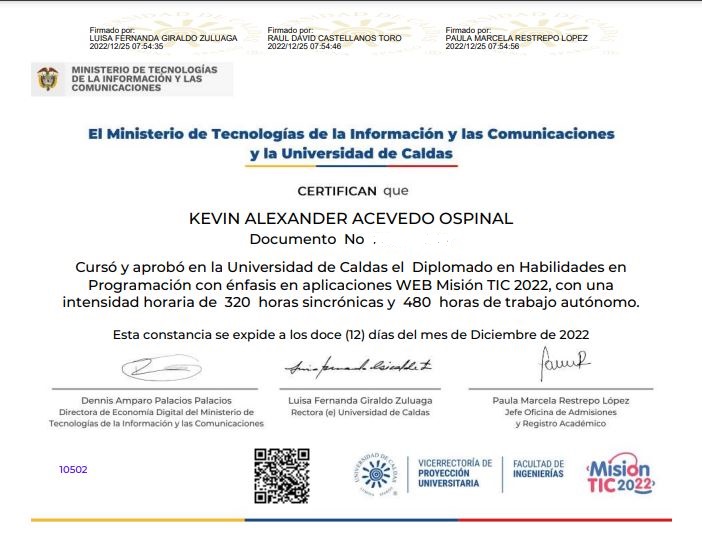 Firmado por:
LUISA FERNANDA GIRALDO ZULUAGA
2022/12/25 07:54:35
Firmado por:
RAUL DAVID CASTELLANOS TORO
2022/12/25 07:54:46
Firmado por:
PAULA MARCELA RESTREPO LOPEZ
2022/12/25 07:54:56
MINISTERIO DE TECNOLOGÍAS
DE LA INFORMACIÓN Y LAS
COMUNICACIONES
El Ministerio de Tecnologías de la Información y las Comunicaciones
y la Universidad de Caldas
CERTIFICAN que
KEVIN ALEXANDER ACEVEDO OSPINAL
Documento No .
Cursó y aprobó en la Universidad de Caldas el Diplomado en Habilidades en
Programación con énfasis en aplicaciones WEB Misión TIC 2022, con una
intensidad horaria de 320 horas sincrónicas y 480 horas de trabajo autónomo.
Esta constancia se expide a los doce (12) días del mes de Diciembre de 2022
Dennis Amparo Palacios Palacios
Directora de Economía Digital del Ministerio de
Tecnologías de la Información y las Comunicaciones
Luisa Fernanda Giraldo Zuluaga
Rectora (e) Universidad de Caldas
Paula Marcela Restrepo López
Jefe Oficina de Admisiones
y Registro Académico
10502
UNIVERSIDAD DE CALDAS
VICERRECTORÍA DE
PROYECCIÓN
UNIVERSITARIA
FACULTAD DE
INGENIERÍAS
Misión
TIC2022